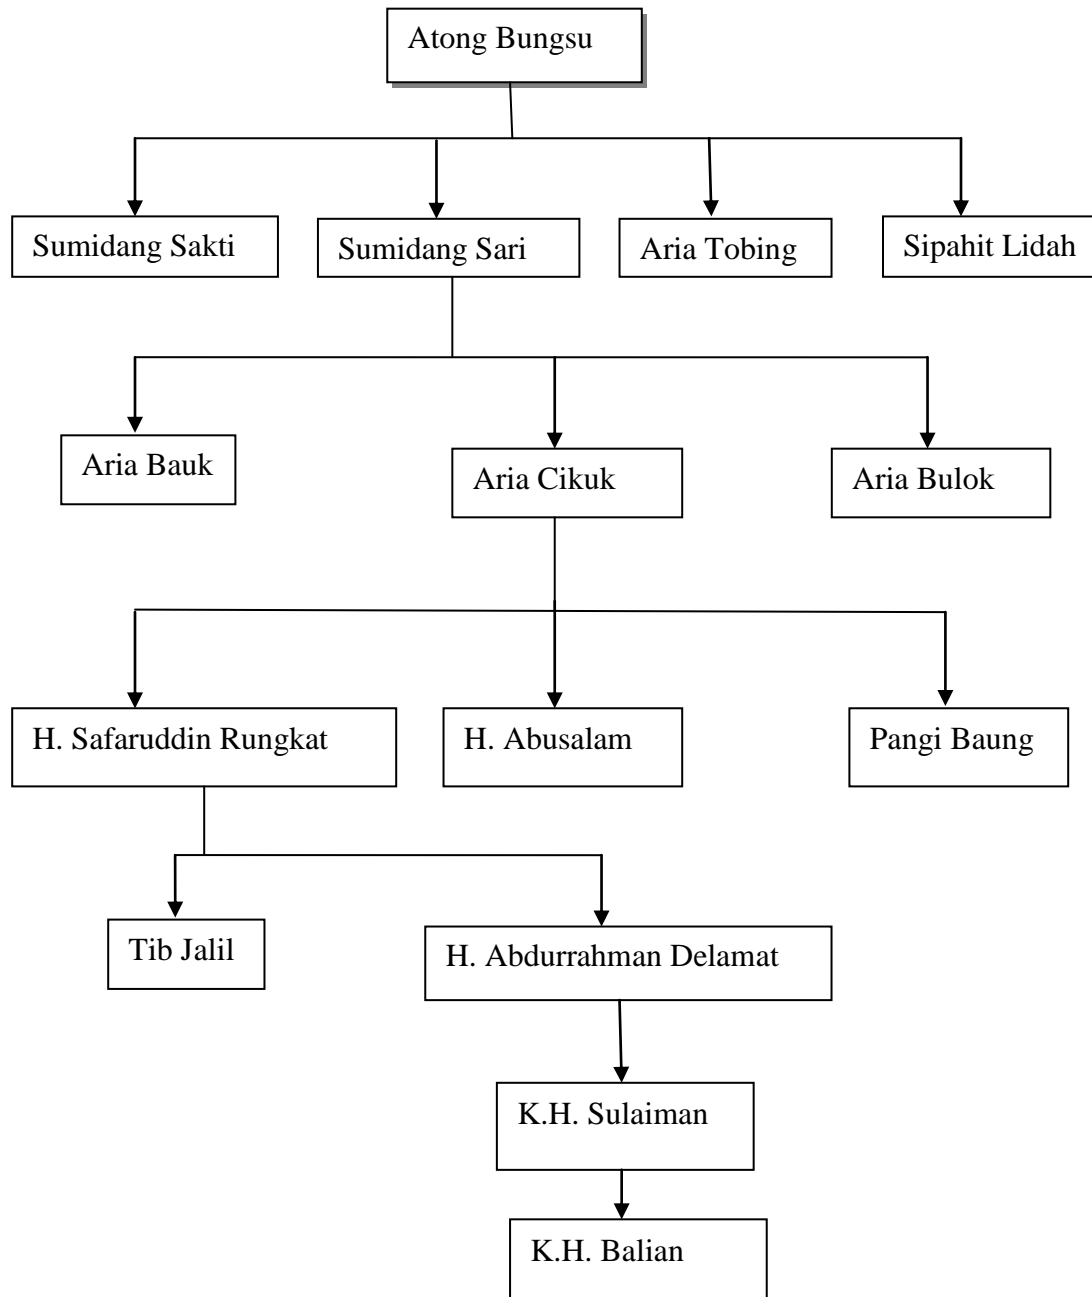 Atong Bungsu
Sumidang Sakti
Sumidang Sari
Aria Tobing
Sipahit Lidah
Aria Bauk
Aria Cikuk
Aria Bulok
H. Safaruddin Rungkat
H. Abusalam
Pangi Baung
Tib Jalil
H. Abdurrahman Delamat
K.H. Sulaiman
K.H. Balian